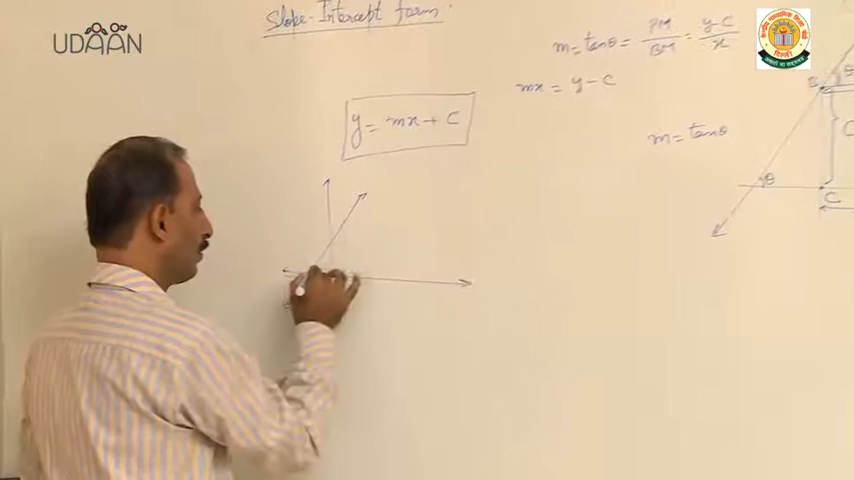 UDAAN
Slope-Intercept form.
m = tanθ = PM/BM = y-c/x
mx = y - c
y = mx + c
m = tanθ
B
θ
θ
C
C